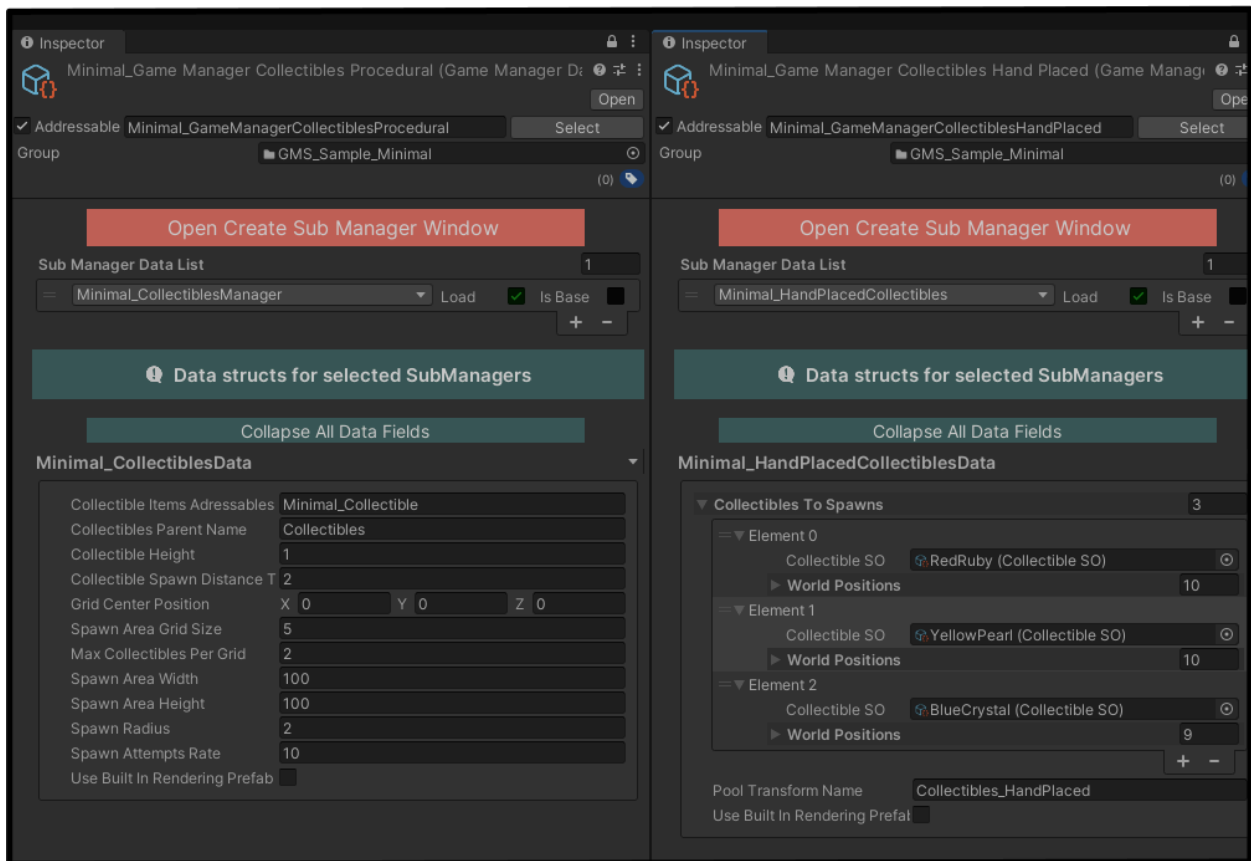 Inspector
Minimal_Game Manager Collectibles Procedural (Game Manager Da
Open
Addressable Minimal_GameManagerCollectiblesProcedural Select
Group GMS_Sample_Minimal
(0)
Open Create Sub Manager Window
Sub Manager Data List 1
Minimal_CollectiblesManager Load Is Base
+ -
Data structs for selected SubManagers
Collapse All Data Fields
Minimal_CollectiblesData
Collectible Items Adressables Minimal_Collectible
Collectibles Parent Name Collectibles
Collectible Height 1
Collectible Spawn Distance T 2
Grid Center Position X 0 Y 0 Z 0
Spawn Area Grid Size 5
Max Collectibles Per Grid 2
Spawn Area Width 100
Spawn Area Height 100
Spawn Radius 2
Spawn Attempts Rate 10
Use Built In Rendering Prefab
Inspector
Minimal_Game Manager Collectibles Hand Placed (Game Manage
Ope
Addressable Minimal_GameManagerCollectiblesHandPlaced Select
Group GMS_Sample_Minimal
(0)
Open Create Sub Manager Window
Sub Manager Data List 1
Minimal_HandPlacedCollectibles Load Is Base
+ -
Data structs for selected SubManagers
Collapse All Data Fields
Minimal_HandPlacedCollectiblesData
Collectibles To Spawns 3
Element 0
Collectible SO RedRuby (Collectible SO)
World Positions 10
Element 1
Collectible SO YellowPearl (Collectible SO)
World Positions 10
Element 2
Collectible SO BlueCrystal (Collectible SO)
World Positions 9
+ -
Pool Transform Name Collectibles_HandPlaced
Use Built In Rendering Prefal